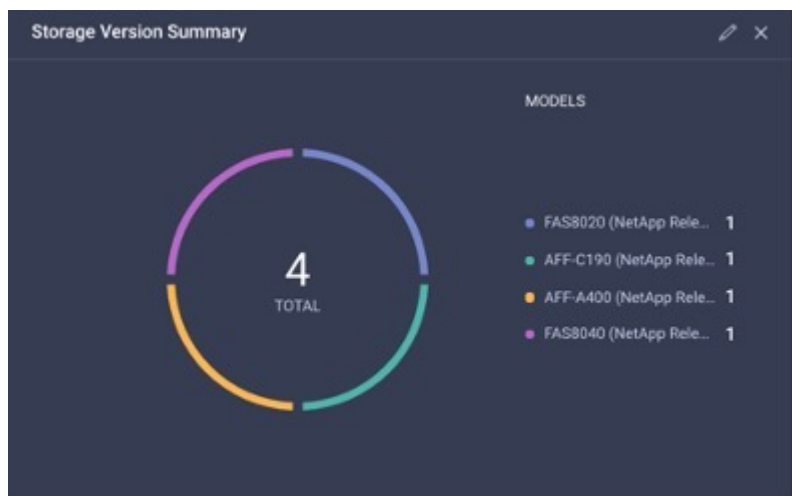 Storage Version Summary
MODELS
FAS8020 (NetApp Rele... 1
AFF-C190 (NetApp Rele... 1
AFF-A400 (NetApp Rele... 1
FAS8040 (NetApp Rele... 1
4
TOTAL